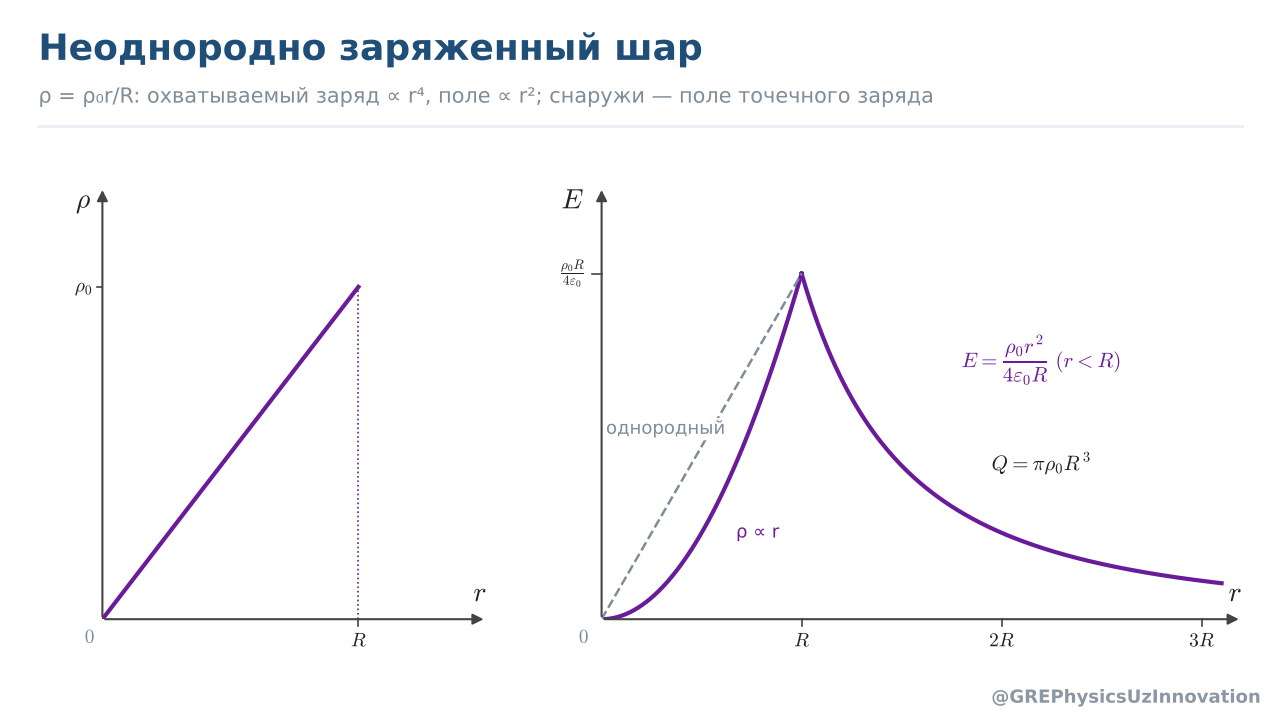 Неоднородно заряженный шар
ρ = ρ₀r/R: охватываемый заряд ∝ r⁴, поле ∝ r²; снаружи — поле точечного заряда
ρ
ρ₀
0
R
r
E
ρ₀R/4ε₀
однородный
ρ ∝ r
E = ρ₀r²/4ε₀R (r < R)
Q = πρ₀R³
0
R
2R
3R
r
@GREPhysicsUzInnovation